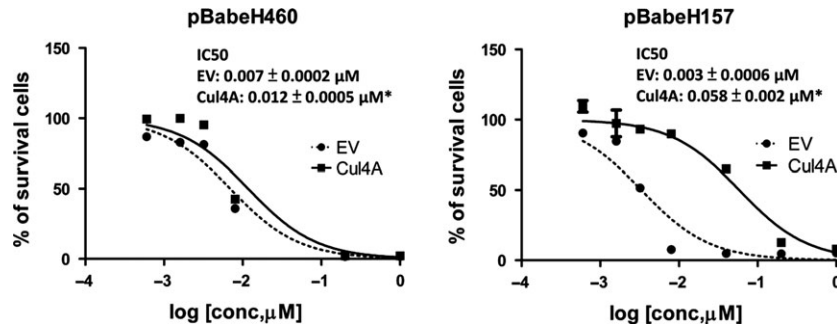 pBabeH460
IC50
EV: 0.007 ± 0.0002 µM
Cul4A: 0.012 ± 0.0005 µM*
% of survival cells
150
100
50
0
EV
Cul4A
−4
−3
−2
−1
0
log [conc,µM]
pBabeH157
IC50
EV: 0.003 ± 0.0006 µM
Cul4A: 0.058 ± 0.002 µM*
% of survival cells
150
100
50
0
EV
Cul4A
−4
−3
−2
−1
0
log [conc,µM]